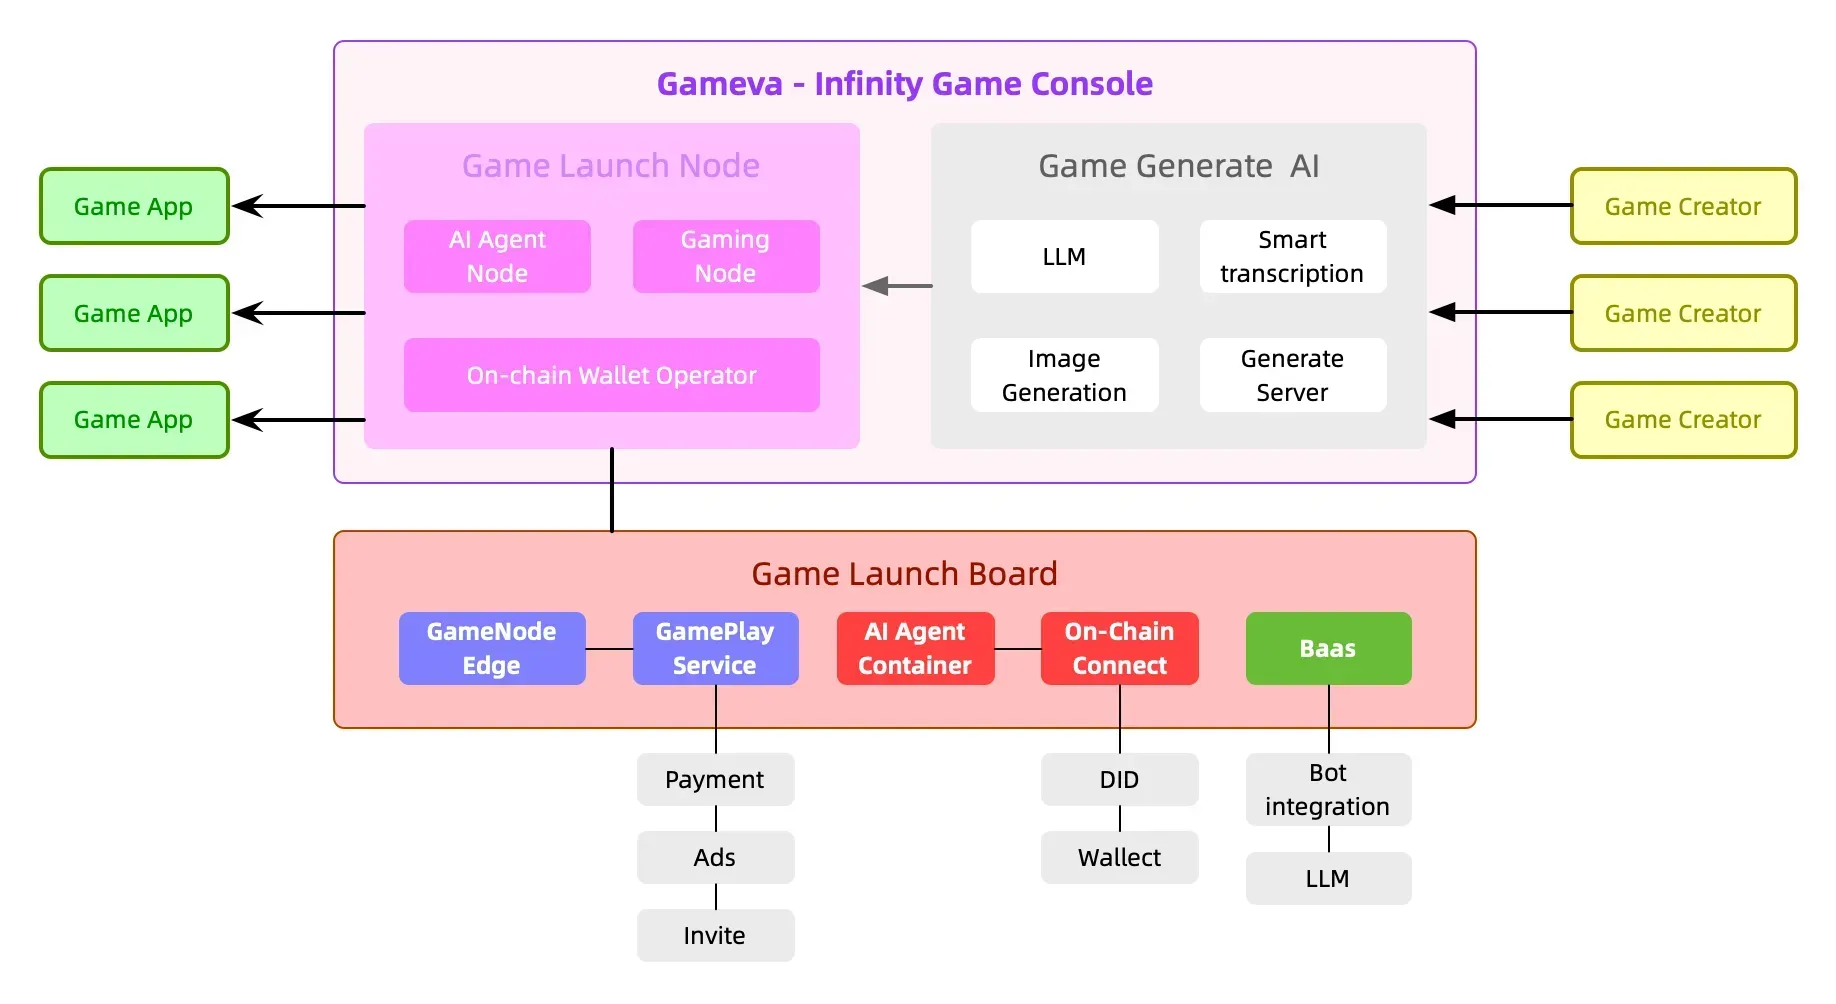 Gameva - Infinity Game Console
Game Launch Node
AI Agent
Node
Gaming
Node
On-chain Wallet Operator
Game Generate AI
LLM
Smart
transcription
Image
Generation
Generate
Server
Game App
Game App
Game App
Game Creator
Game Creator
Game Creator
Game Launch Board
GameNode
Edge
GamePlay
Service
AI Agent
Container
On-Chain
Connect
Baas
Payment
Ads
Invite
DID
Wallect
Bot
integration
LLM